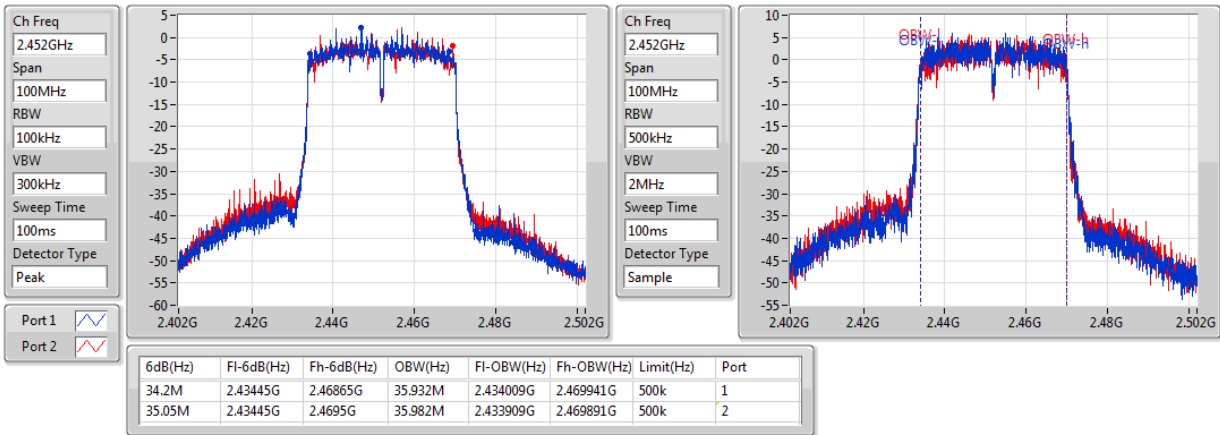 Ch Freq
2.452GHz
Span
100MHz
RBW
100kHz
VBW
300kHz
Sweep Time
100ms
Detector Type
Peak
Port 1
Port 2
5
0
-5
-10
-15
-20
-25
-30
-35
-40
-45
-50
-55
-60
2.402G 2.42G 2.44G 2.46G 2.48G 2.502G
Ch Freq
2.452GHz
Span
100MHz
RBW
500kHz
VBW
2MHz
Sweep Time
100ms
Detector Type
Sample
10
5
0
-5
-10
-15
-20
-25
-30
-35
-40
-45
-50
-55
OBW-l OBW-h
OBW-l OBW-h
2.402G 2.42G 2.44G 2.46G 2.48G 2.502G
6dB(Hz) Fl-6dB(Hz) Fh-6dB(Hz) OBW(Hz) Fl-OBW(Hz) Fh-OBW(Hz) Limit(Hz) Port
34.2M 2.43445G 2.46865G 35.932M 2.434009G 2.469941G 500k 1
35.05M 2.43445G 2.4695G 35.982M 2.433909G 2.469891G 500k 2